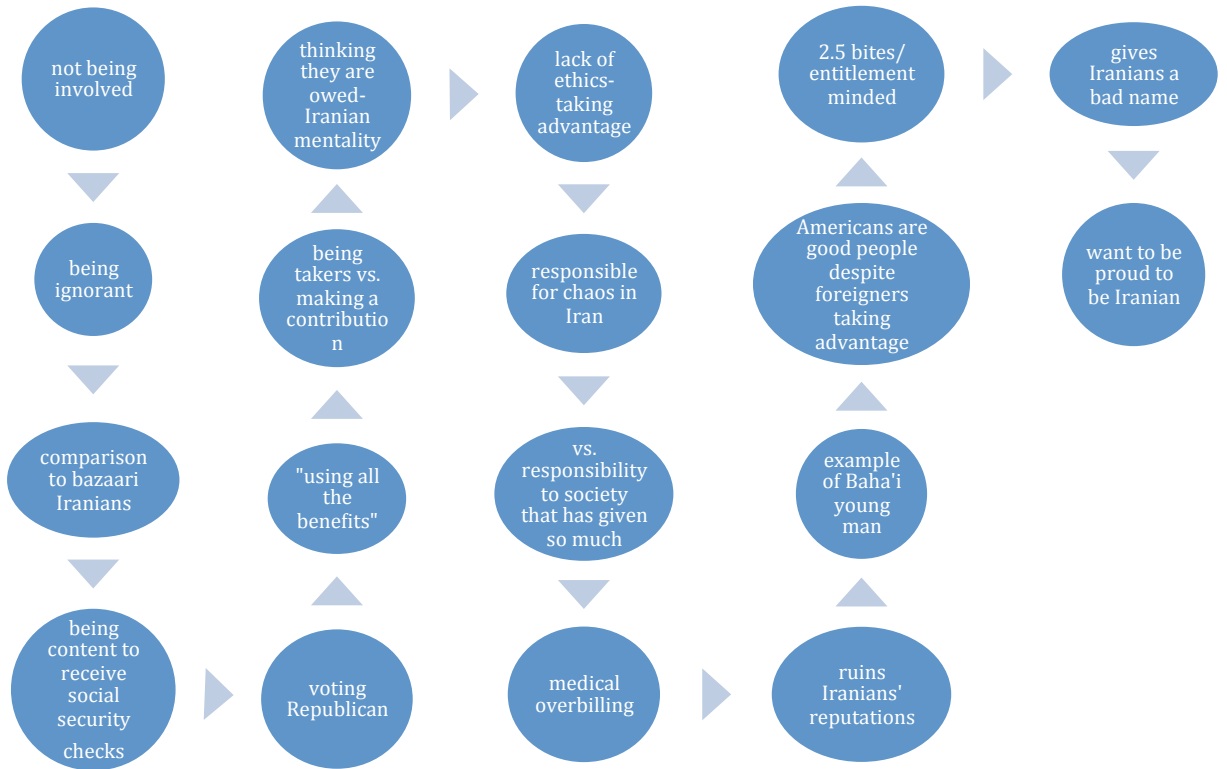 not being
involved
being
ignorant
comparison
to bazaari
Iranians
being
content to
receive
social
security
checks
voting
Republican
"using all
the
benefits"
being
takers vs.
making a
contributio
n
thinking
they are
owed-
Iranian
mentality
lack of
ethics-
taking
advantage
responsible
for chaos in
Iran
vs.
responsibility
to society
that has given
so much
medical
overbilling
ruins
Iranians'
reputations
example
of Baha'i
young
man
Americans are
good people
despite
foreigners
taking
advantage
2.5 bites/
entitlement
minded
gives
Iranians a
bad name
want to be
proud to
be Iranian